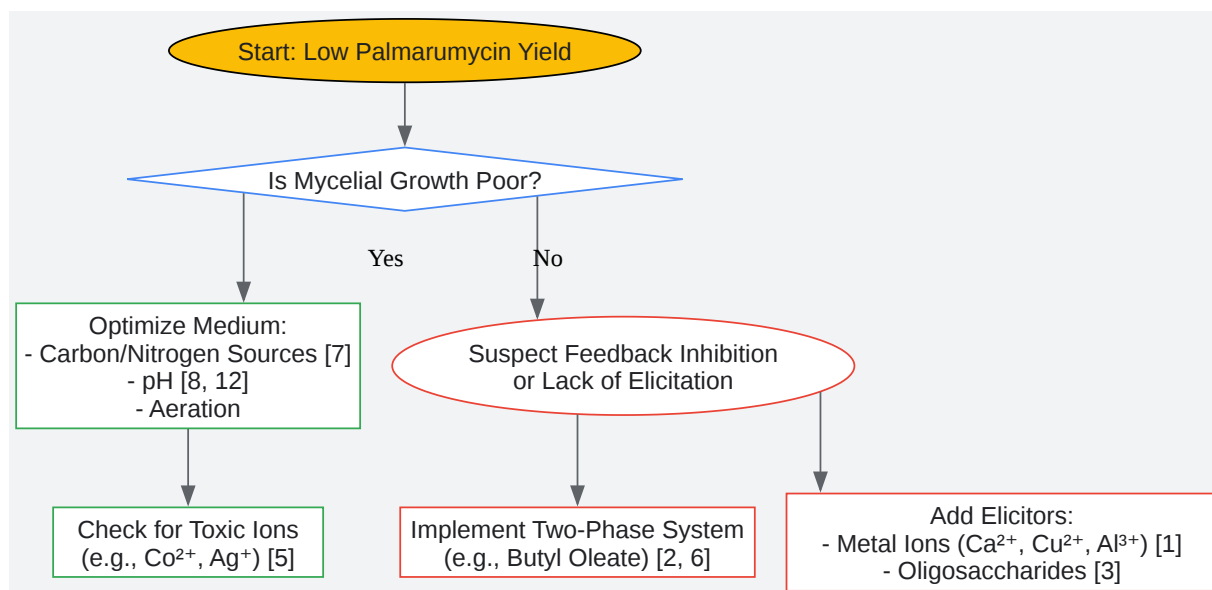 Start: Low Palmarumycin Yield
Is Mycelial Growth Poor?
Yes
No
Optimize Medium:
- Carbon/Nitrogen Sources [7]
- pH [8, 12]
- Aeration
Suspect Feedback Inhibition
or Lack of Elicitation
Check for Toxic Ions
(e.g., Co²⁺, Ag⁺) [5]
Implement Two-Phase System
(e.g., Butyl Oleate) [2, 6]
Add Elicitors:
- Metal Ions (Ca²⁺, Cu²⁺, Al³⁺) [1]
- Oligosaccharides [3]